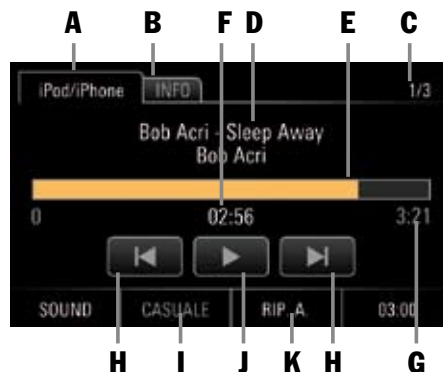 A B F D E C
iPod/iPhone INFO 1/3
Bob Acri - Sleep Away
Bob Acri
0 02:56 3:21
SOUND CASUALE RIP. A. 03:00
H I J K H G